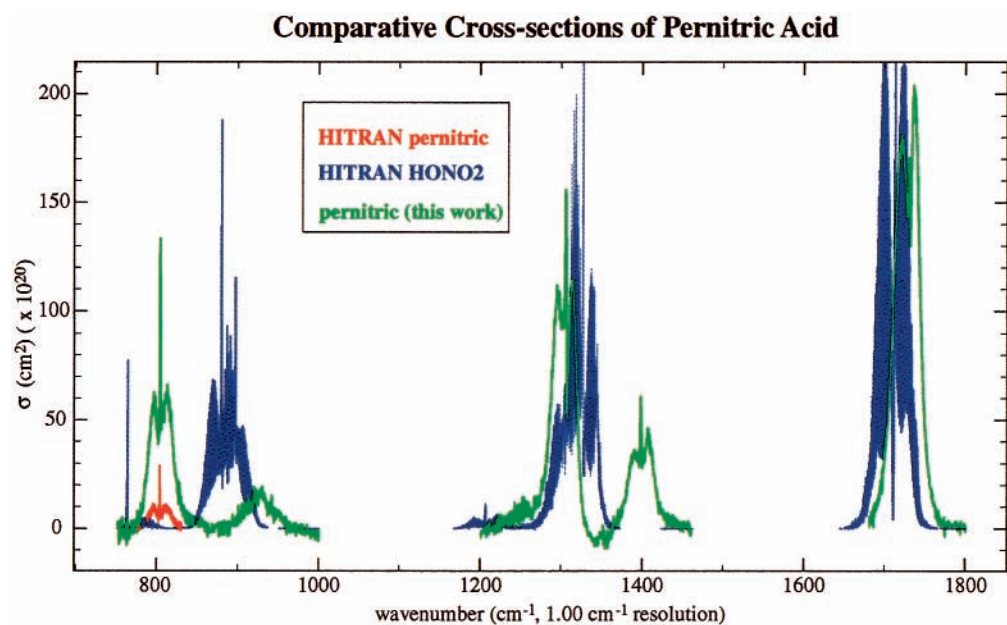 Comparative Cross-sections of Pernitric Acid
HITRAN pernitric
HITRAN HONO2
pernitric (this work)
σ (cm²) ( x 10²⁰)
200
150
100
50
0
800
1000
1200
1400
1600
1800
wavenumber (cm⁻¹, 1.00 cm⁻¹ resolution)